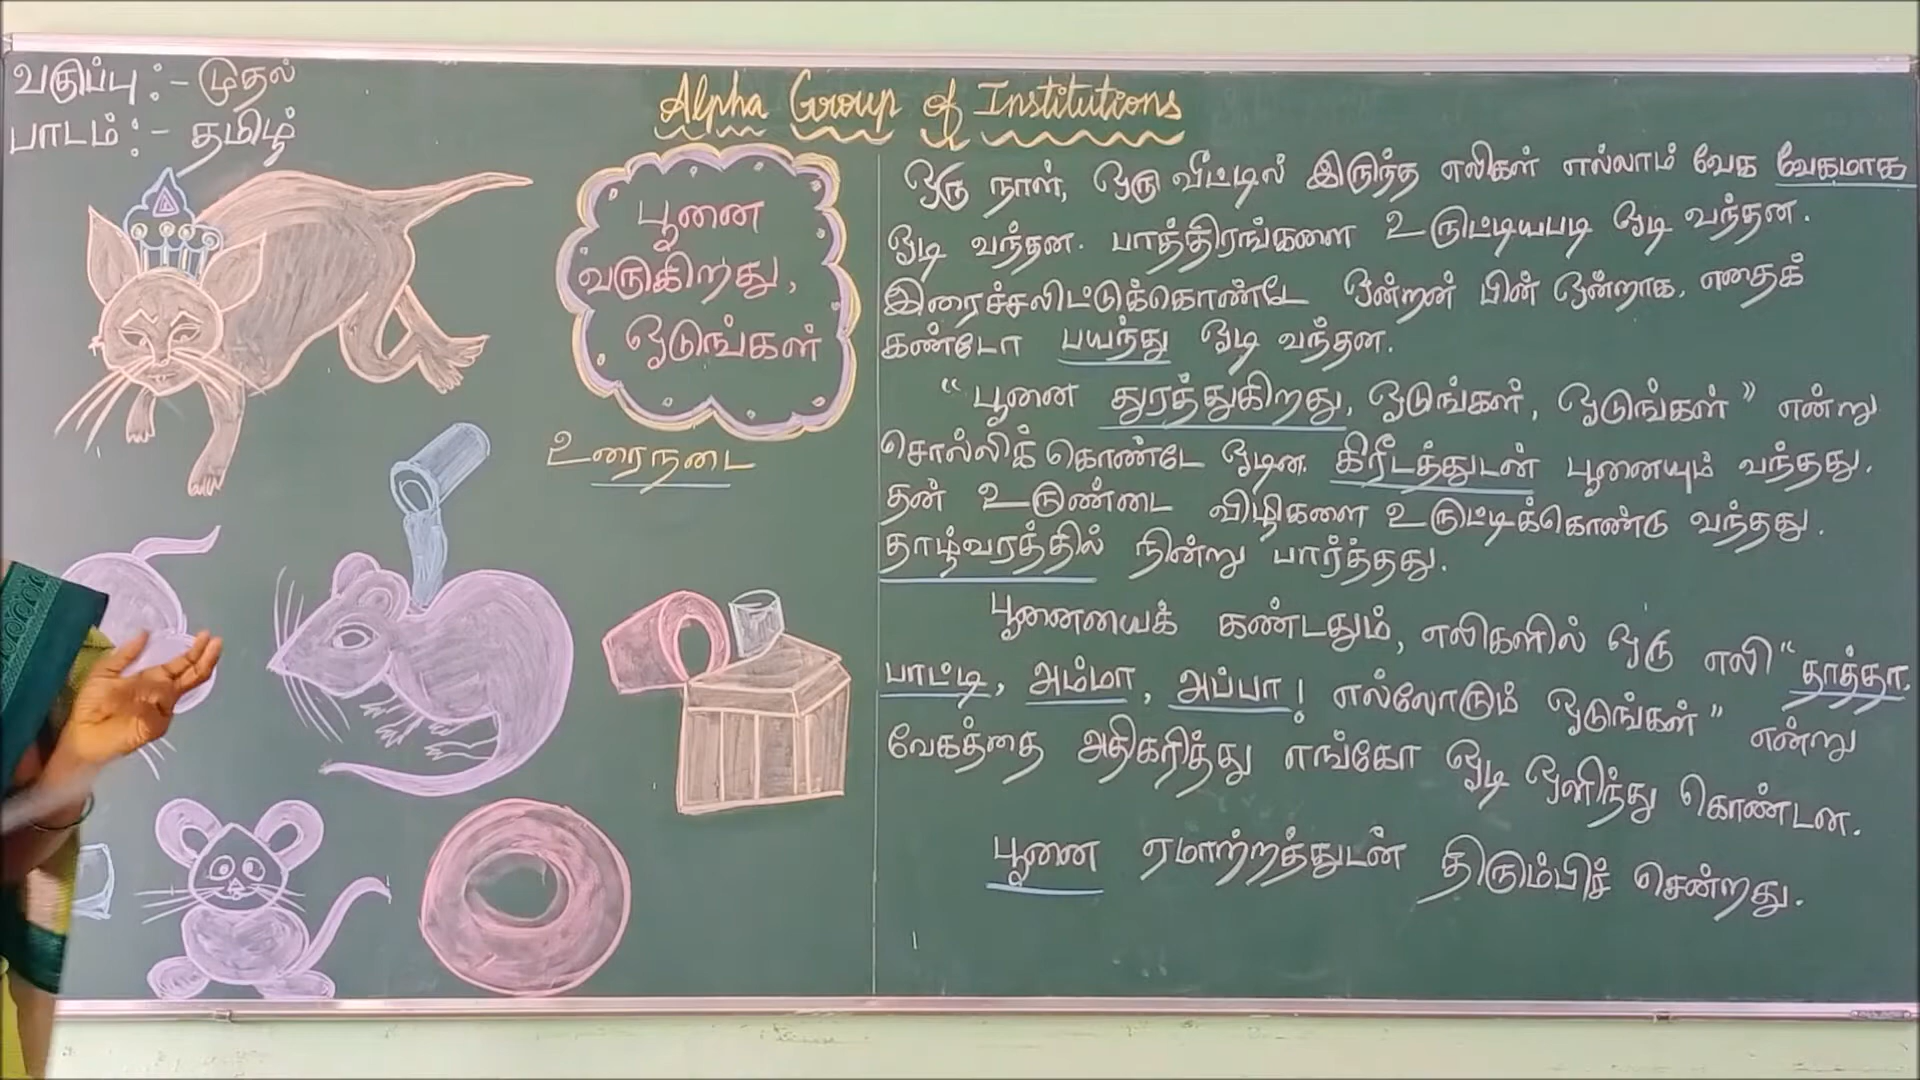 வகுப்பு :- முதல்
பாடம் :- தமிழ்
Alpha Group of Institutions
பூனை
வருகிறது,
ஓடுங்கள்
உரைநடை
ஒரு நாள், ஒரு வீட்டில் இருந்த எலிகள் எல்லாம் வேக வேகமாக
ஓடி வந்தன. பாத்திரங்களை உருட்டியபடி ஓடி வந்தன.
இரைச்சலிட்டுக்கொண்டே ஒன்றன் பின் ஒன்றாக, எதைக்
கண்டோ பயந்து ஓடி வந்தன.
“பூனை துரத்துகிறது, ஓடுங்கள், ஓடுங்கள்” என்று
சொல்லிக் கொண்டே ஓடின. கிரீடத்துடன் பூனையும் வந்தது.
தன் உருண்டை விழிகளை உருட்டிக்கொண்டு வந்தது.
தாழ்வாரத்தில் நின்று பார்த்தது.
பூனையைக் கண்டதும், எலிகளில் ஒரு எலி “தாத்தா,
பாட்டி, அம்மா, அப்பா! எல்லோரும் ஓடுங்கள்” என்று
வேகத்தை அதிகரித்து எங்கோ ஓடி ஒளிந்து கொண்டன.
பூனை ஏமாற்றத்துடன் திரும்பிச் சென்றது.